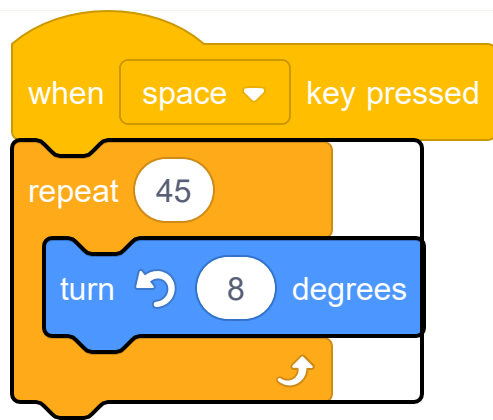 when space key pressed
repeat 45
turn 8 degrees